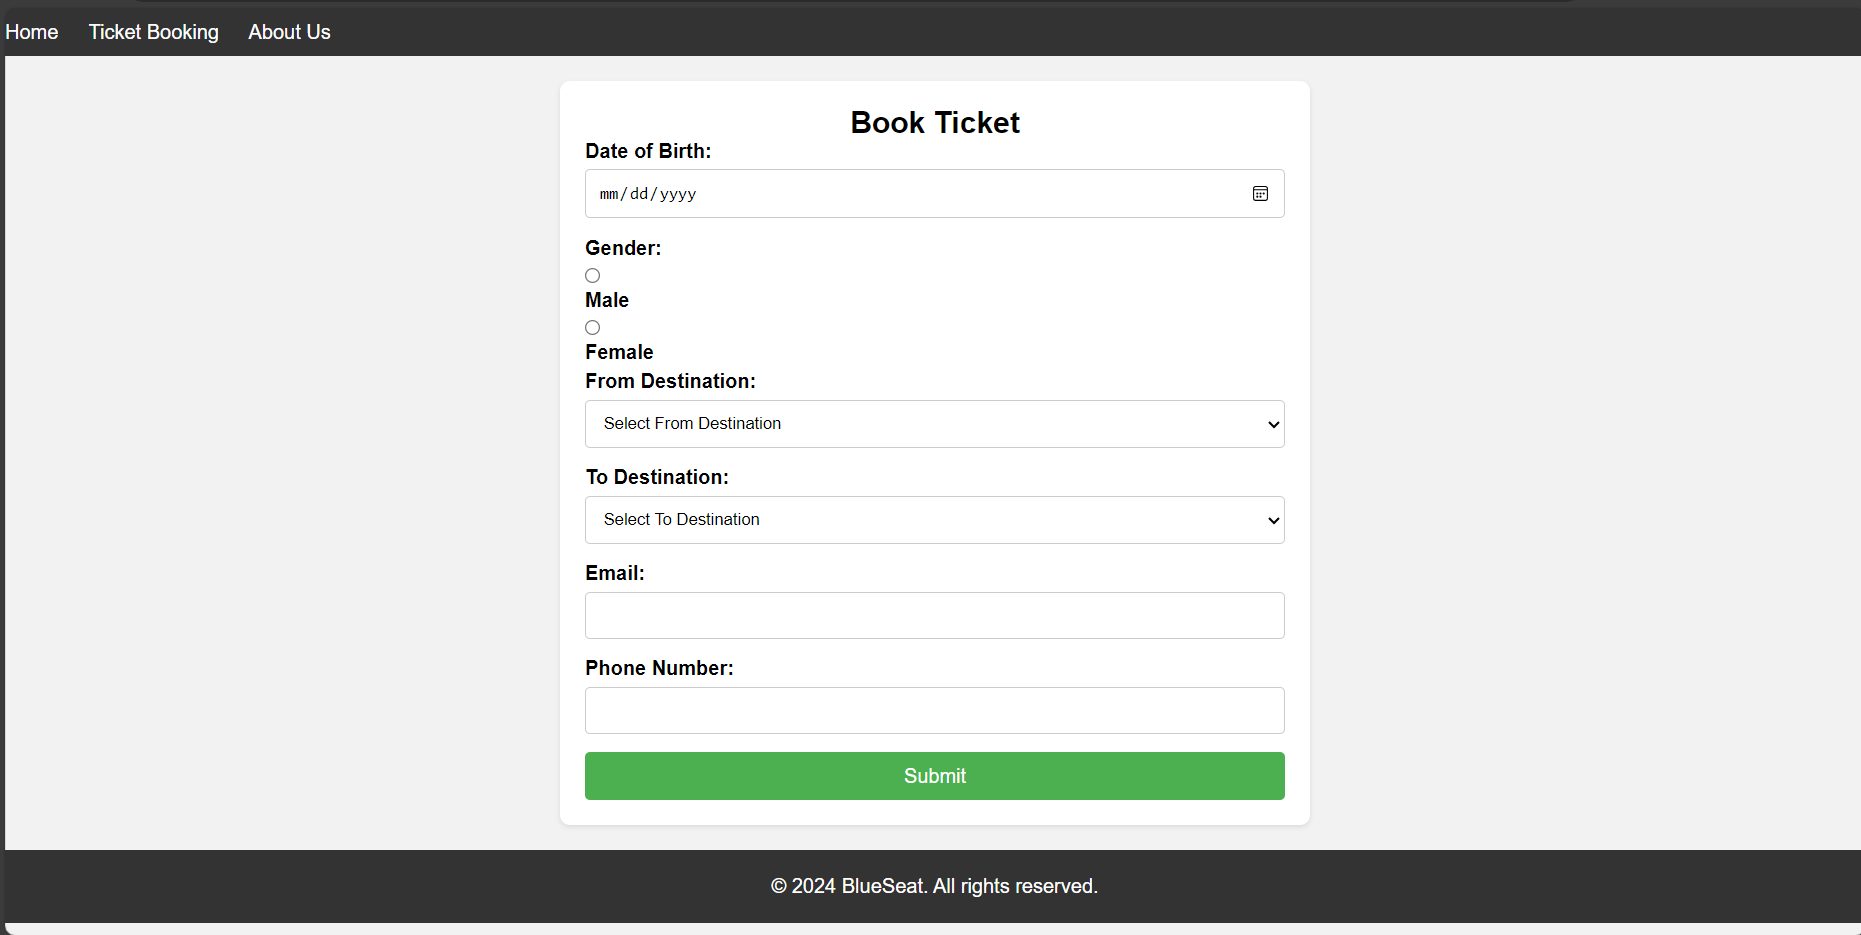 Home Ticket Booking About Us
Book Ticket
Date of Birth:
mm/dd/yyyy
Gender:
Male
Female
From Destination:
Select From Destination
To Destination:
Select To Destination
Email:
Phone Number:
Submit
© 2024 BlueSeat. All rights reserved.